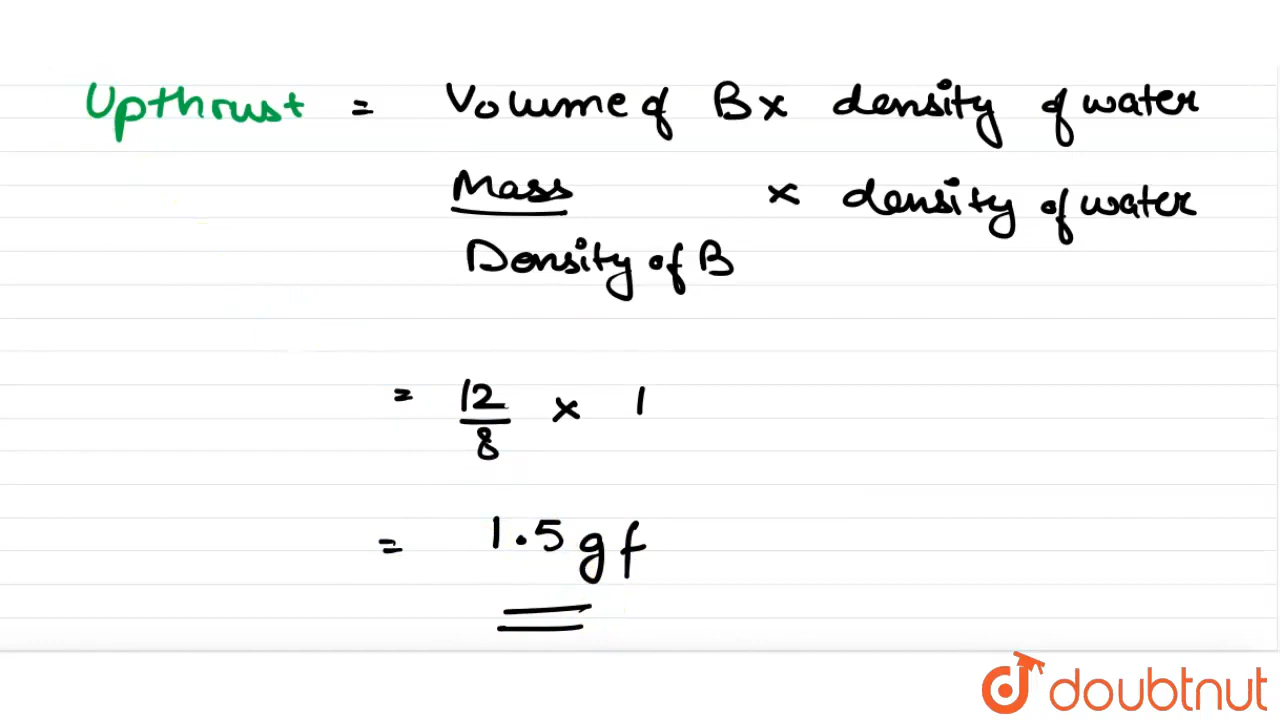 Upthrust = Volume of B x density of water
Mass x density of water
Density of B
= 12 x 1
8
= 1.5 gf
doubtnut